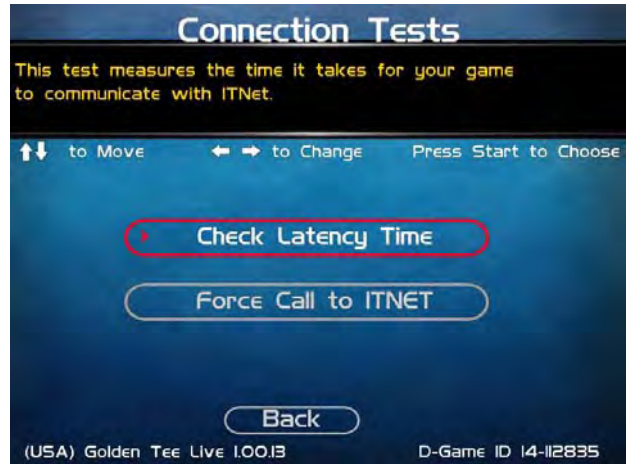 Connection Tests
This test measures the time it takes for your game
to communicate with ITNet.
to Move to Change Press Start to Choose
Check Latency Time
Force Call to ITNET
Back
(USA) Golden Tee Live 1.00.13 D-Game ID 14-112835